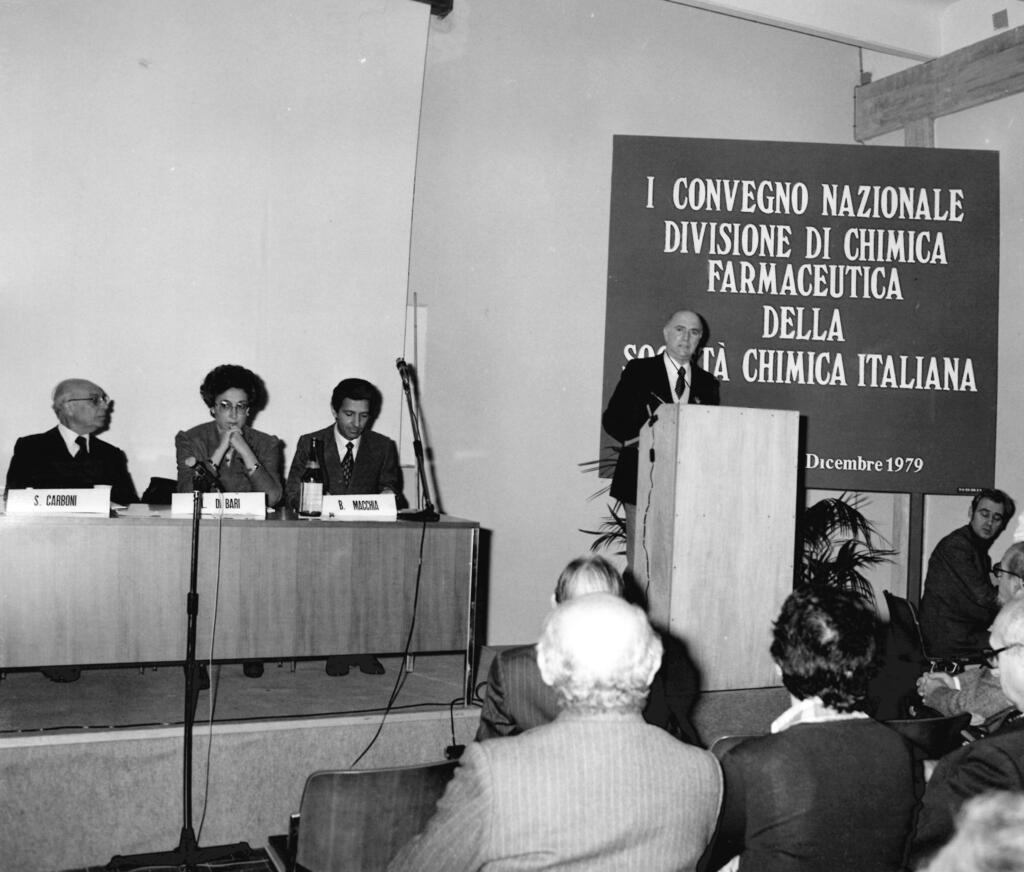 I CONVEGNO NAZIONALE
DIVISIONE DI CHIMICA
FARMACEUTICA
DELLA
CHIMICA ITALIANA
Dicembre 1979
S. CARBONI
BARI
B. MACCHIA